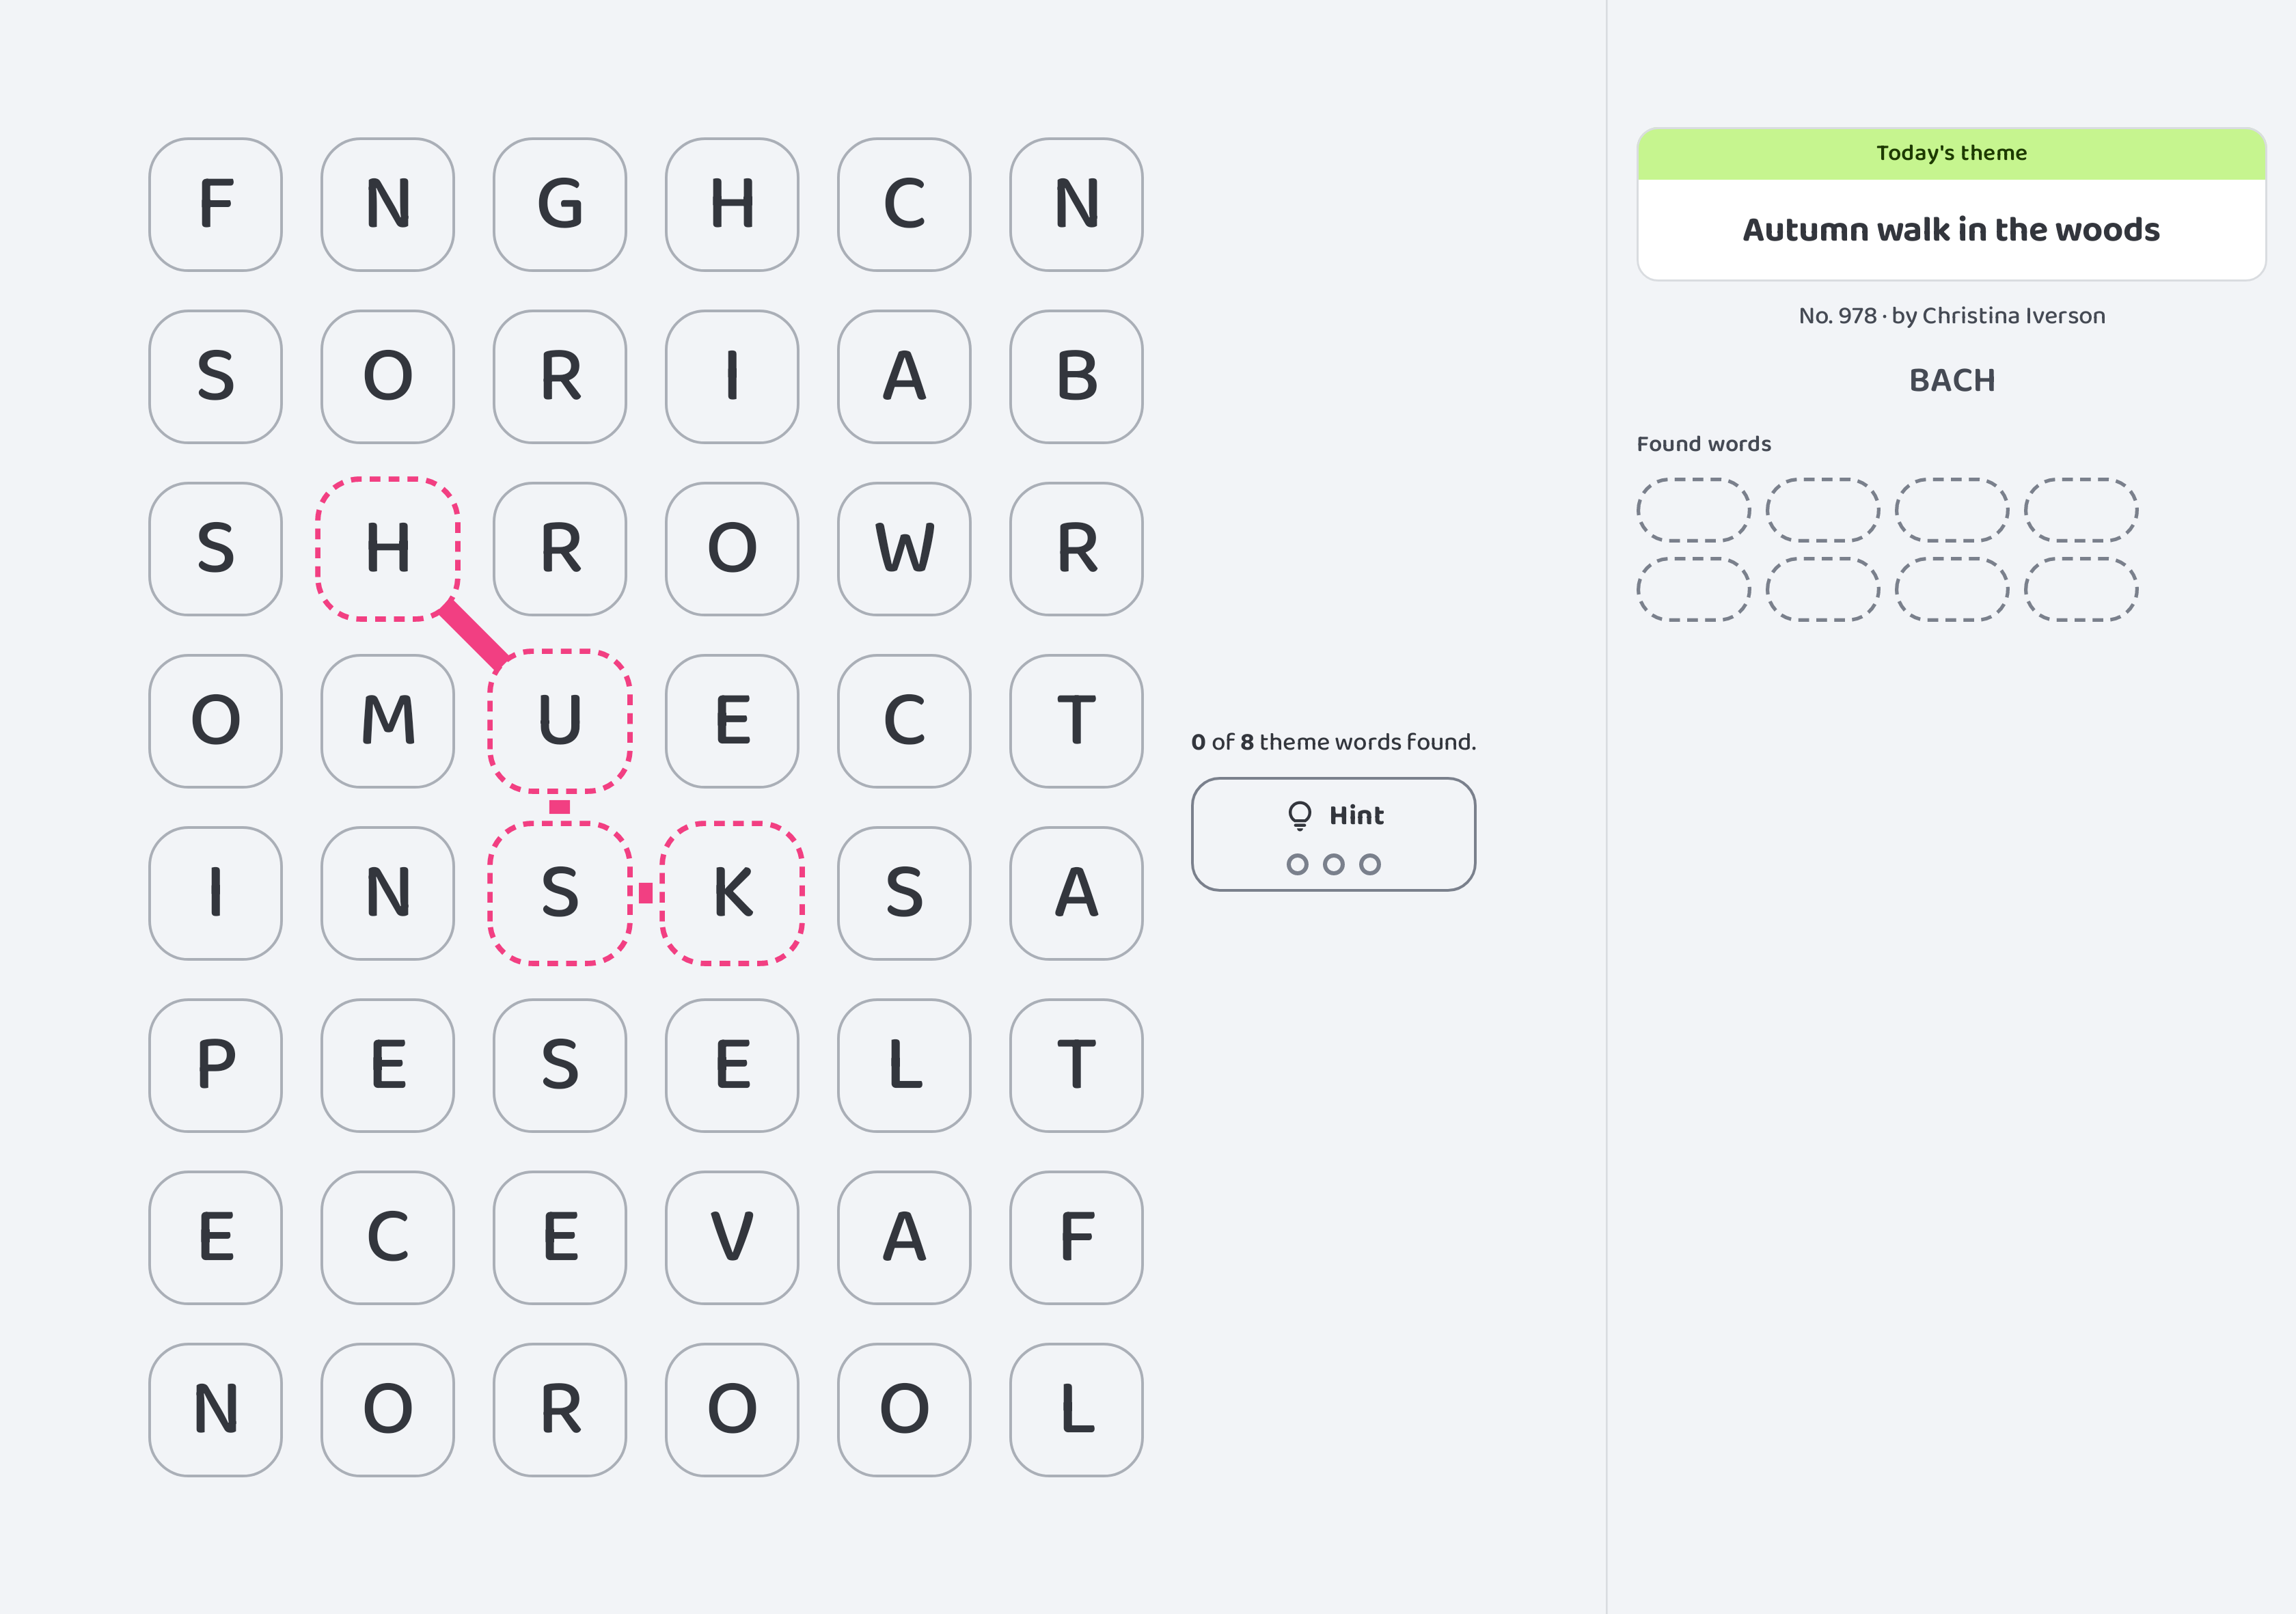 F N G H C N
S O R I A B
S H R O W R
O M U E C T
I N S K S A
P E S E L T
E C E V A F
N O R O O L
0 of 8 theme words found.
Hint
Today's theme
Autumn walk in the woods
No. 978 · by Christina Iverson
BACH
Found words